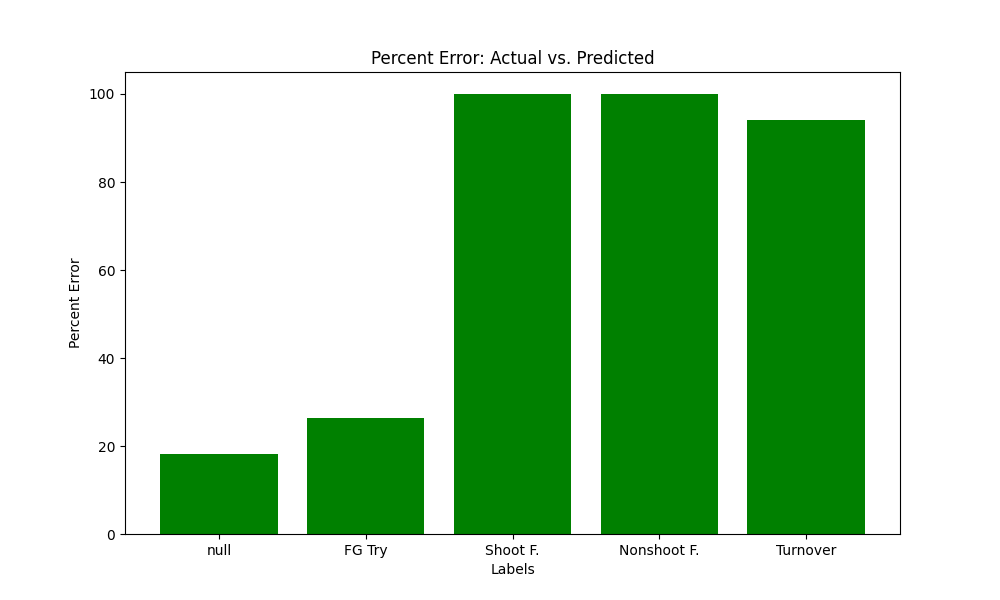 Percent Error: Actual vs. Predicted
100
80
60
40
20
0
Percent Error
null FG Try Shoot F. Nonshoot F. Turnover
Labels